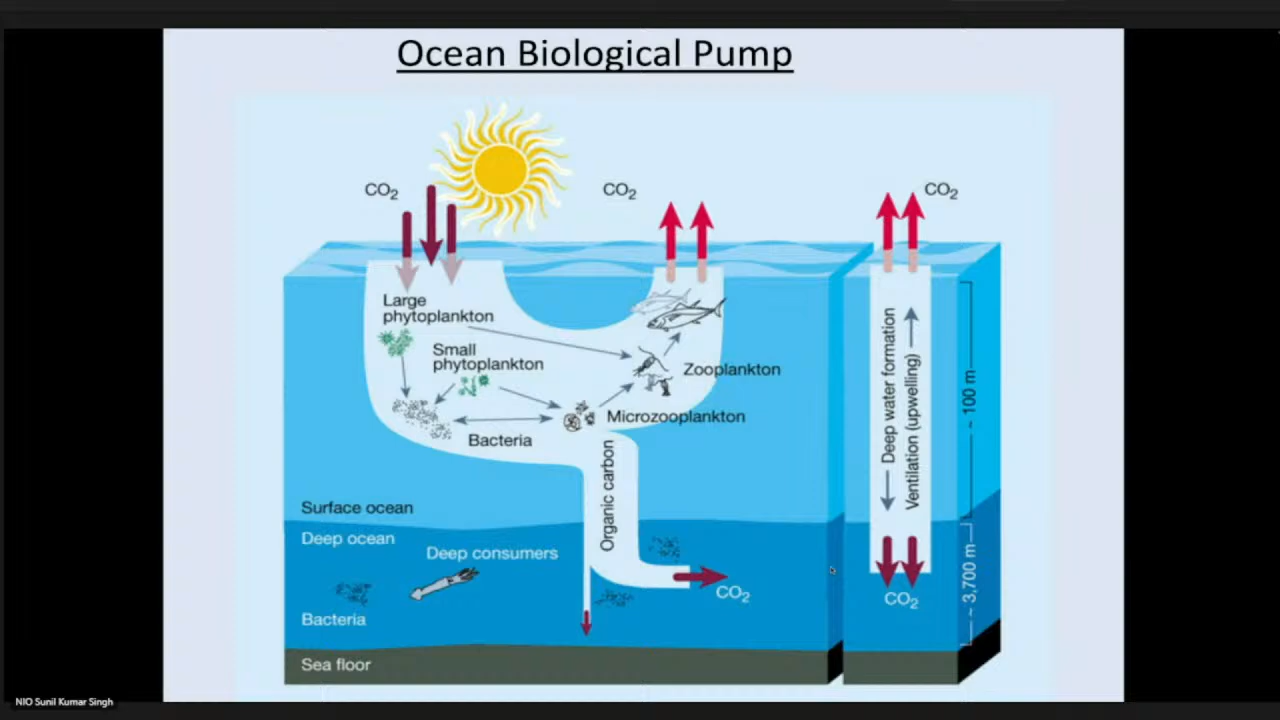 Ocean Biological Pump
CO2
CO2
CO2
Large
phytoplankton
Small
phytoplankton
Zooplankton
Microzooplankton
Bacteria
Organic carbon
Surface ocean
Deep ocean
Deep consumers
Bacteria
CO2
Sea floor
Deep water formation
Ventilation (upwelling)
CO2
~ 100 m
~ 3,700 m
NIO Sunil Kumar Singh